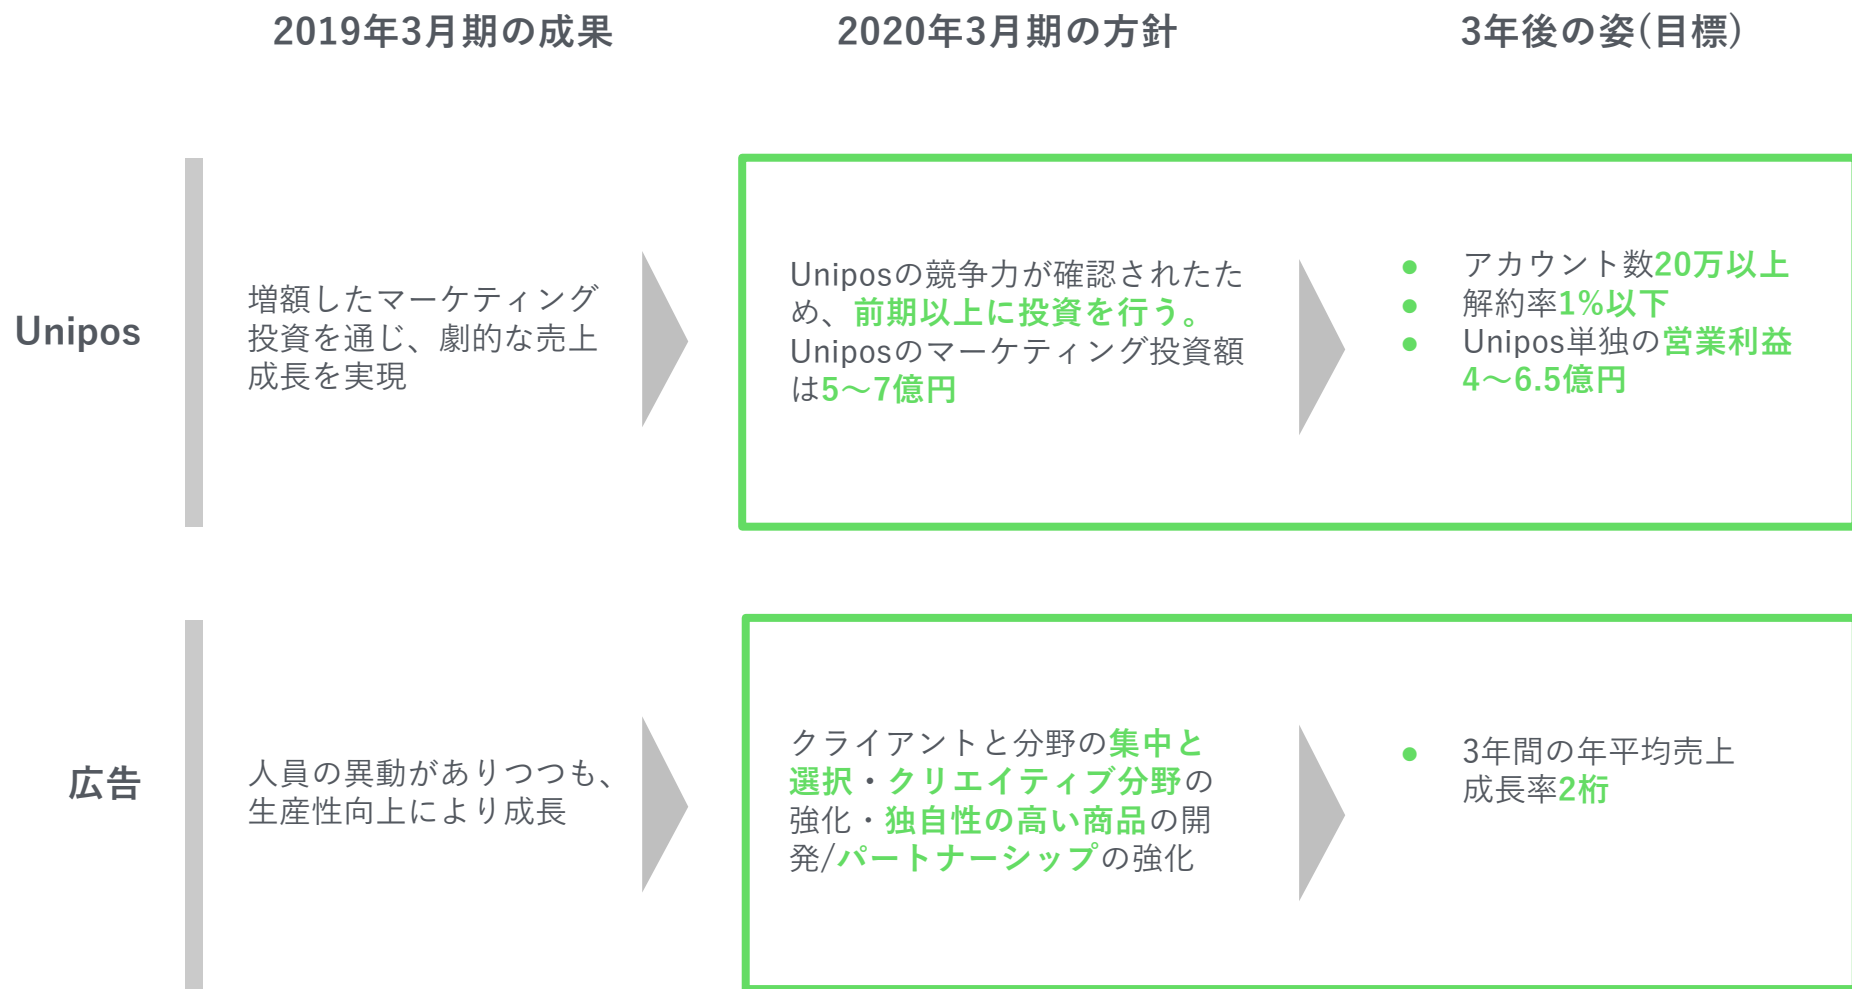 2019年3月期の成果
2020年3月期の方針
3年後の姿(目標)
Unipos
増額したマーケティング
投資を通じ、劇的な売上
成長を実現
Uniposの競争力が確認されたた
め、前期以上に投資を行う。
Uniposのマーケティング投資額
は5〜7億円
● アカウント数20万以上
● 解約率1%以下
● Unipos単独の営業利益
4〜6.5億円
広告
人員の異動がありつつも、
生産性向上により成長
クライアントと分野の集中と
選択・クリエイティブ分野の
強化・独自性の高い商品の開
発/パートナーシップの強化
● 3年間の年平均売上
成長率2桁